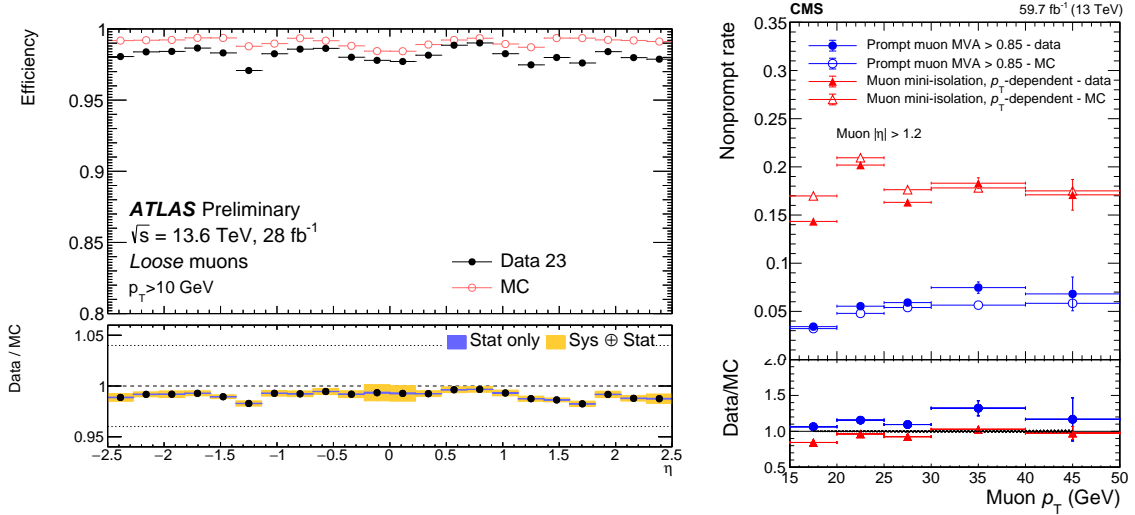 Efficiency
1
0.95
0.9
0.85
0.8
ATLAS Preliminary
√s = 13.6 TeV, 28 fb⁻¹
Loose muons
p_T>10 GeV
Data 23
MC
Data / MC
1.05
1
0.95
Stat only
Sys ⊕ Stat
−2.5 −2 −1.5 −1 −0.5 0 0.5 1 1.5 2 2.5
η
CMS
59.7 fb⁻¹ (13 TeV)
Nonprompt rate
0.35
0.3
0.25
0.2
0.15
0.1
0.05
0.00
Prompt muon MVA > 0.85 - data
Prompt muon MVA > 0.85 - MC
Muon mini-isolation, p_T-dependent - data
Muon mini-isolation, p_T-dependent - MC
Muon |η| > 1.2
Data/MC
2.0
1.5
1.0
0.5
15 20 25 30 35 40 45 50
Muon p_T (GeV)